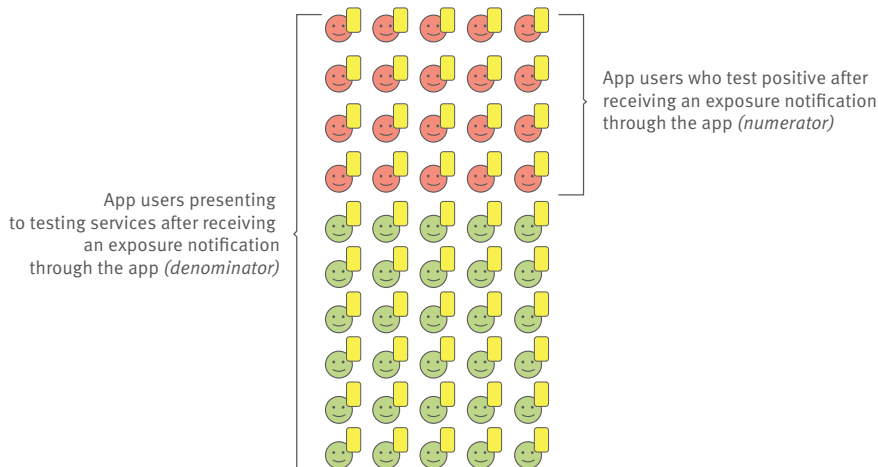 App users who test positive after
receiving an exposure notification
through the app (numerator)
App users presenting
to testing services after receiving
an exposure notification
through the app (denominator)